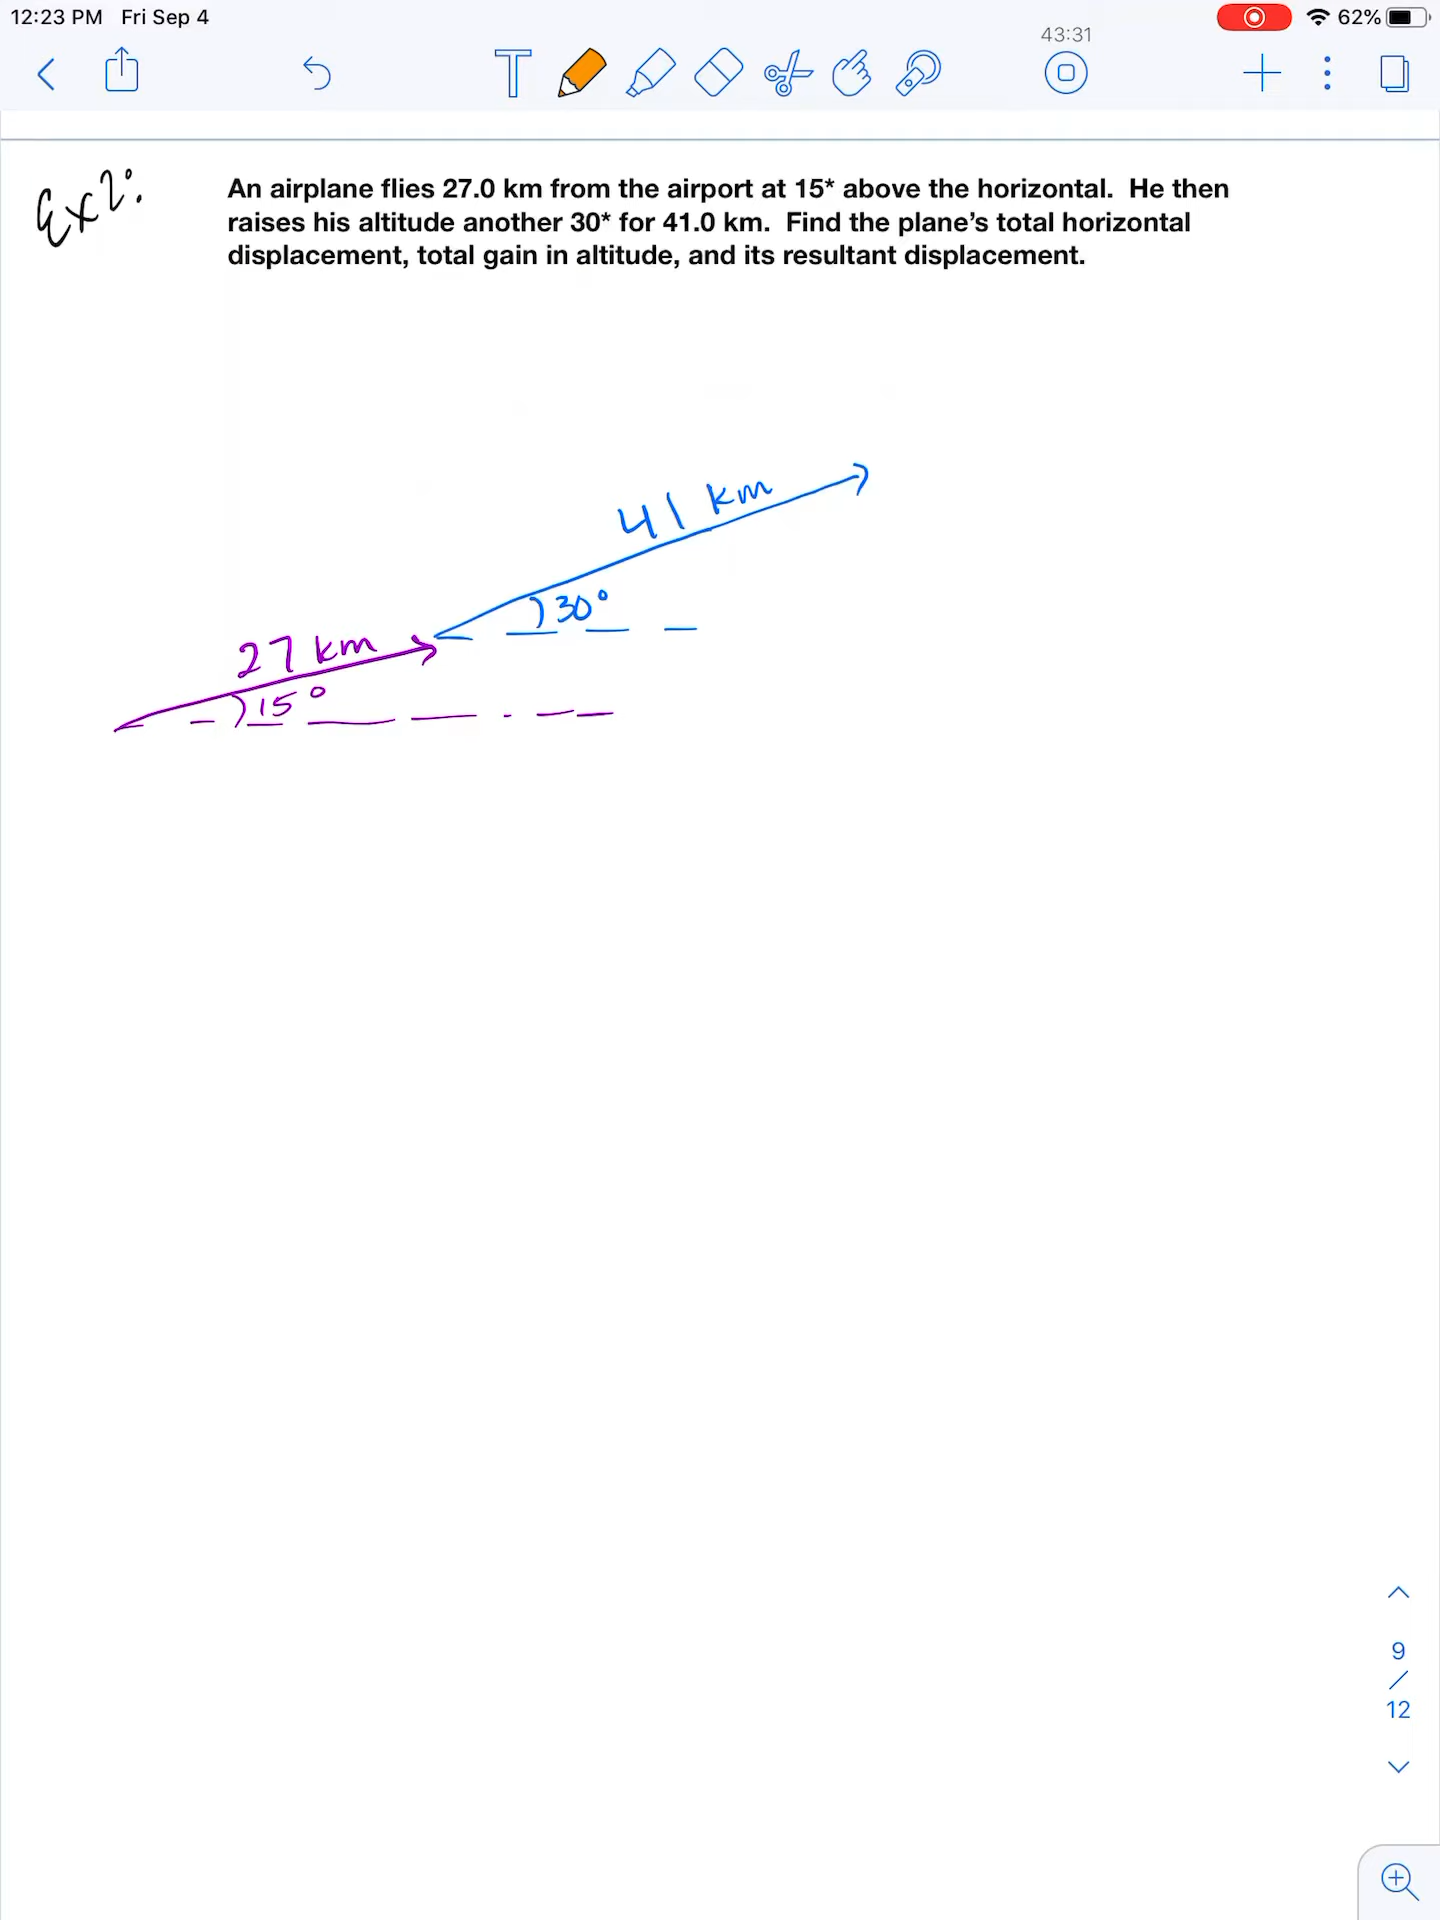 12:23 PM Fri Sep 4
62%
43:31
T
Ex2:
An airplane flies 27.0 km from the airport at 15* above the horizontal. He then
raises his altitude another 30* for 41.0 km. Find the plane's total horizontal
displacement, total gain in altitude, and its resultant displacement.
41 km
30°
27 km
15°
9
/
12